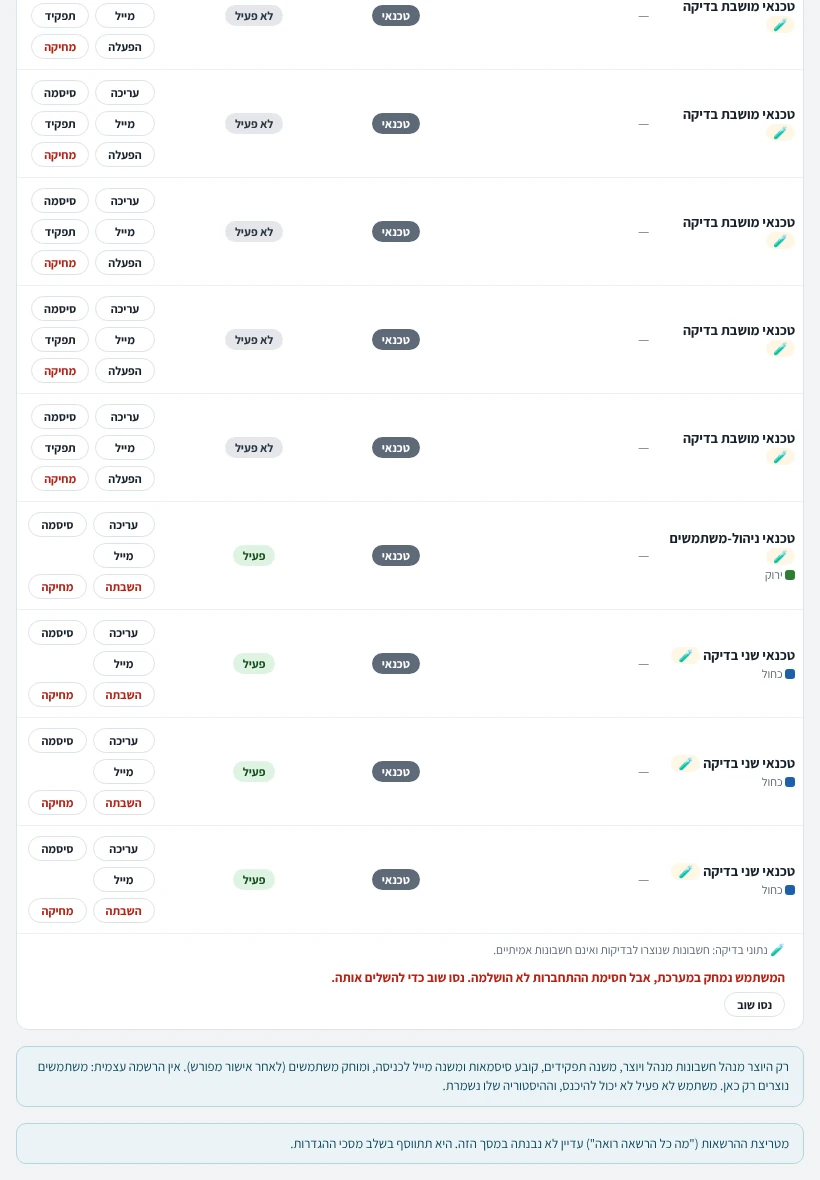 טכנאי מושבת בדיקה — טכנאי לא פעיל מייל תפקיד
🧪 הפעלה מחיקה
עריכה סיסמה
טכנאי מושבת בדיקה — טכנאי לא פעיל מייל תפקיד
🧪 הפעלה מחיקה
עריכה סיסמה
טכנאי מושבת בדיקה — טכנאי לא פעיל מייל תפקיד
🧪 הפעלה מחיקה
עריכה סיסמה
טכנאי מושבת בדיקה — טכנאי לא פעיל מייל תפקיד
🧪 הפעלה מחיקה
עריכה סיסמה
טכנאי מושבת בדיקה — טכנאי לא פעיל מייל תפקיד
🧪 הפעלה מחיקה
עריכה סיסמה
טכנאי ניהול-משתמשים 🧪 — טכנאי פעיל מייל
ירוק השבתה מחיקה
עריכה סיסמה
טכנאי שני בדיקה 🧪 — טכנאי פעיל מייל
כחול השבתה מחיקה
עריכה סיסמה
טכנאי שני בדיקה 🧪 — טכנאי פעיל מייל
כחול השבתה מחיקה
עריכה סיסמה
טכנאי שני בדיקה 🧪 — טכנאי פעיל מייל
כחול השבתה מחיקה
🧪 נתוני בדיקה: חשבונות שנוצרו לבדיקות ואינם חשבונות אמיתיים.
המשתמש נמחק במערכת, אבל חסימת ההתחברות לא הושלמה. נסו שוב כדי להשלים אותה.
נסו שוב
רק היוצר מנהל חשבונות מנהל ויוצר, משנה תפקידים, קובע סיסמאות ומשנה מייל לכניסה, ומוחק משתמשים (לאחר אישור מפורש). אין הרשמה עצמית: משתמשים
נוצרים רק כאן. משתמש לא פעיל לא יכול להיכנס, וההיסטוריה שלו נשמרת.
מטריצת ההרשאות ("מה כל הרשאה רואה") עדיין לא נבנתה במסך הזה. היא תתווסף בשלב מסכי ההגדרות.